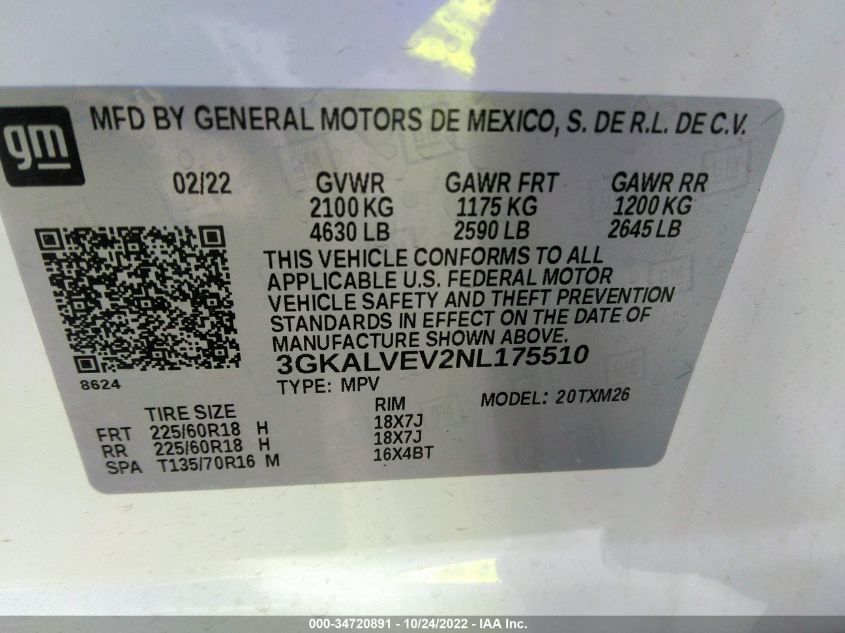 gm
MFD BY GENERAL MOTORS DE MEXICO, S. DE R.L. DE C.V.
02/22 GVWR GAWR FRT GAWR RR
2100 KG 1175 KG 1200 KG
4630 LB 2590 LB 2645 LB
THIS VEHICLE CONFORMS TO ALL
APPLICABLE U.S. FEDERAL MOTOR
VEHICLE SAFETY AND THEFT PREVENTION
STANDARDS IN EFFECT ON THE DATE OF
MANUFACTURE SHOWN ABOVE.
3GKALVEV2NL175510
8624
TYPE: MPV MODEL: 20TXM26
TIRE SIZE RIM
FRT 225/60R18 H 18X7J
RR 225/60R18 H 18X7J
SPA T135/70R16 M 16X4BT
000-34720891 - 10/24/2022 - IAA Inc.